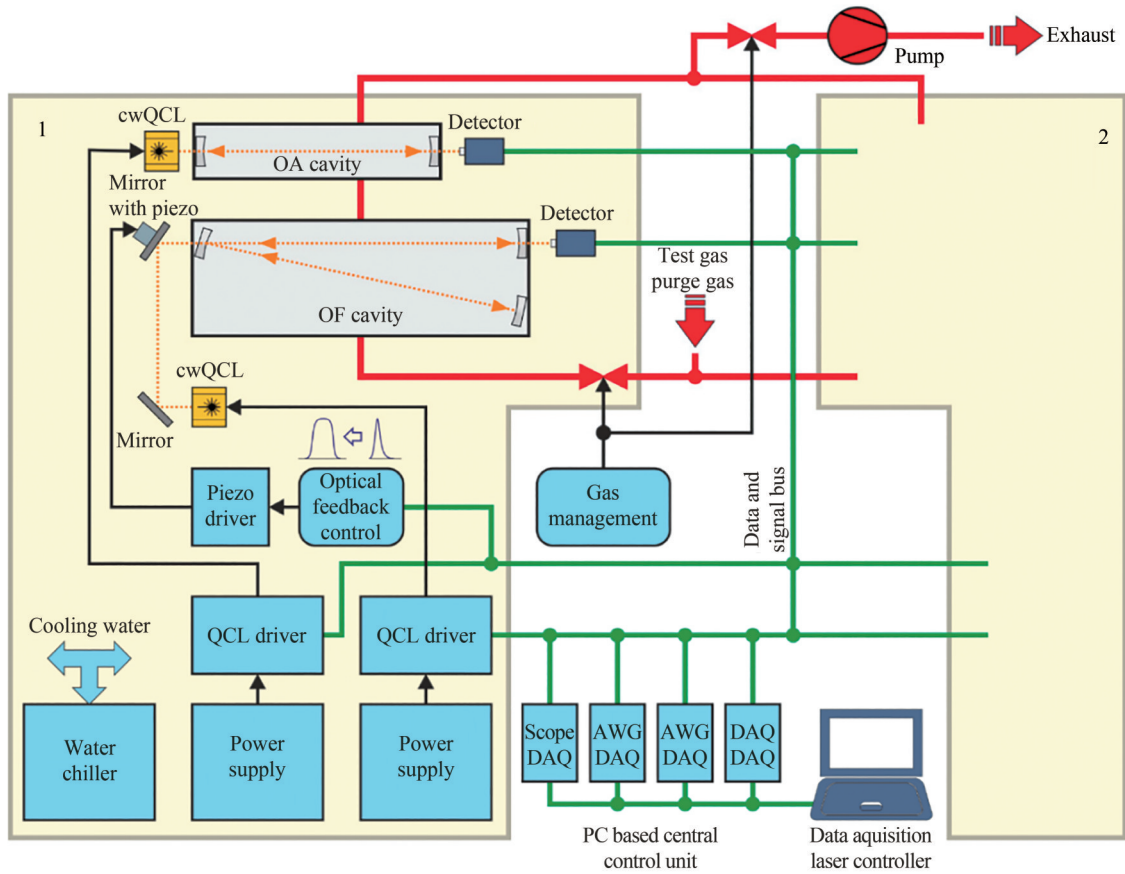 Exhaust
Pump
1
cwQCL
Detector
2
OA cavity
Mirror
with piezo
Detector
Test gas
purge gas
OF cavity
cwQCL
Mirror
Piezo
driver
Optical
feedback
control
Gas
management
Data and
signal bus
QCL driver
QCL driver
Cooling water
Water
chiller
Power
supply
Power
supply
Scope
DAQ
AWG
DAQ
AWG
DAQ
DAQ
DAQ
PC based central
control unit
Data aquisition
laser controller